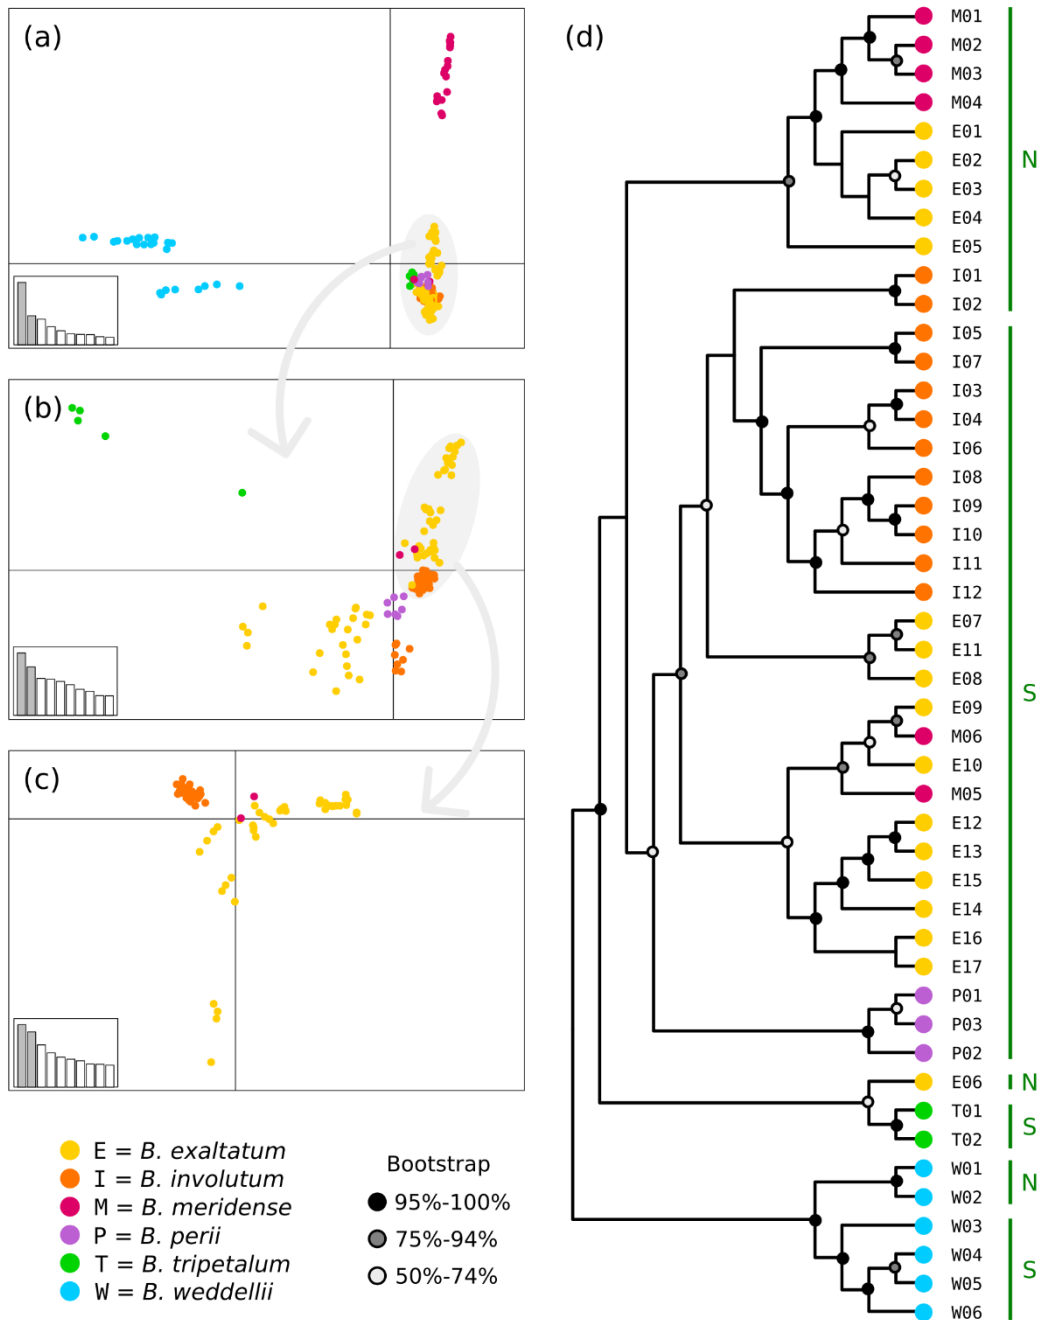 (a)
(b)
(c)
E = B. exaltatum
I = B. involutum
M = B. meridense
P = B. perii
T = B. tripetalum
W = B. weddellii
Bootstrap
95%-100%
75%-94%
50%-74%
(d)
M01
M02
M03
M04
E01
E02
E03
E04
E05
I01
I02
I05
I07
I03
I04
I06
I08
I09
I10
I11
I12
E07
E11
E08
E09
M06
E10
M05
E12
E13
E15
E14
E16
E17
P01
P03
P02
E06
T01
T02
W01
W02
W03
W04
W05
W06
N
S
N
S
N
S